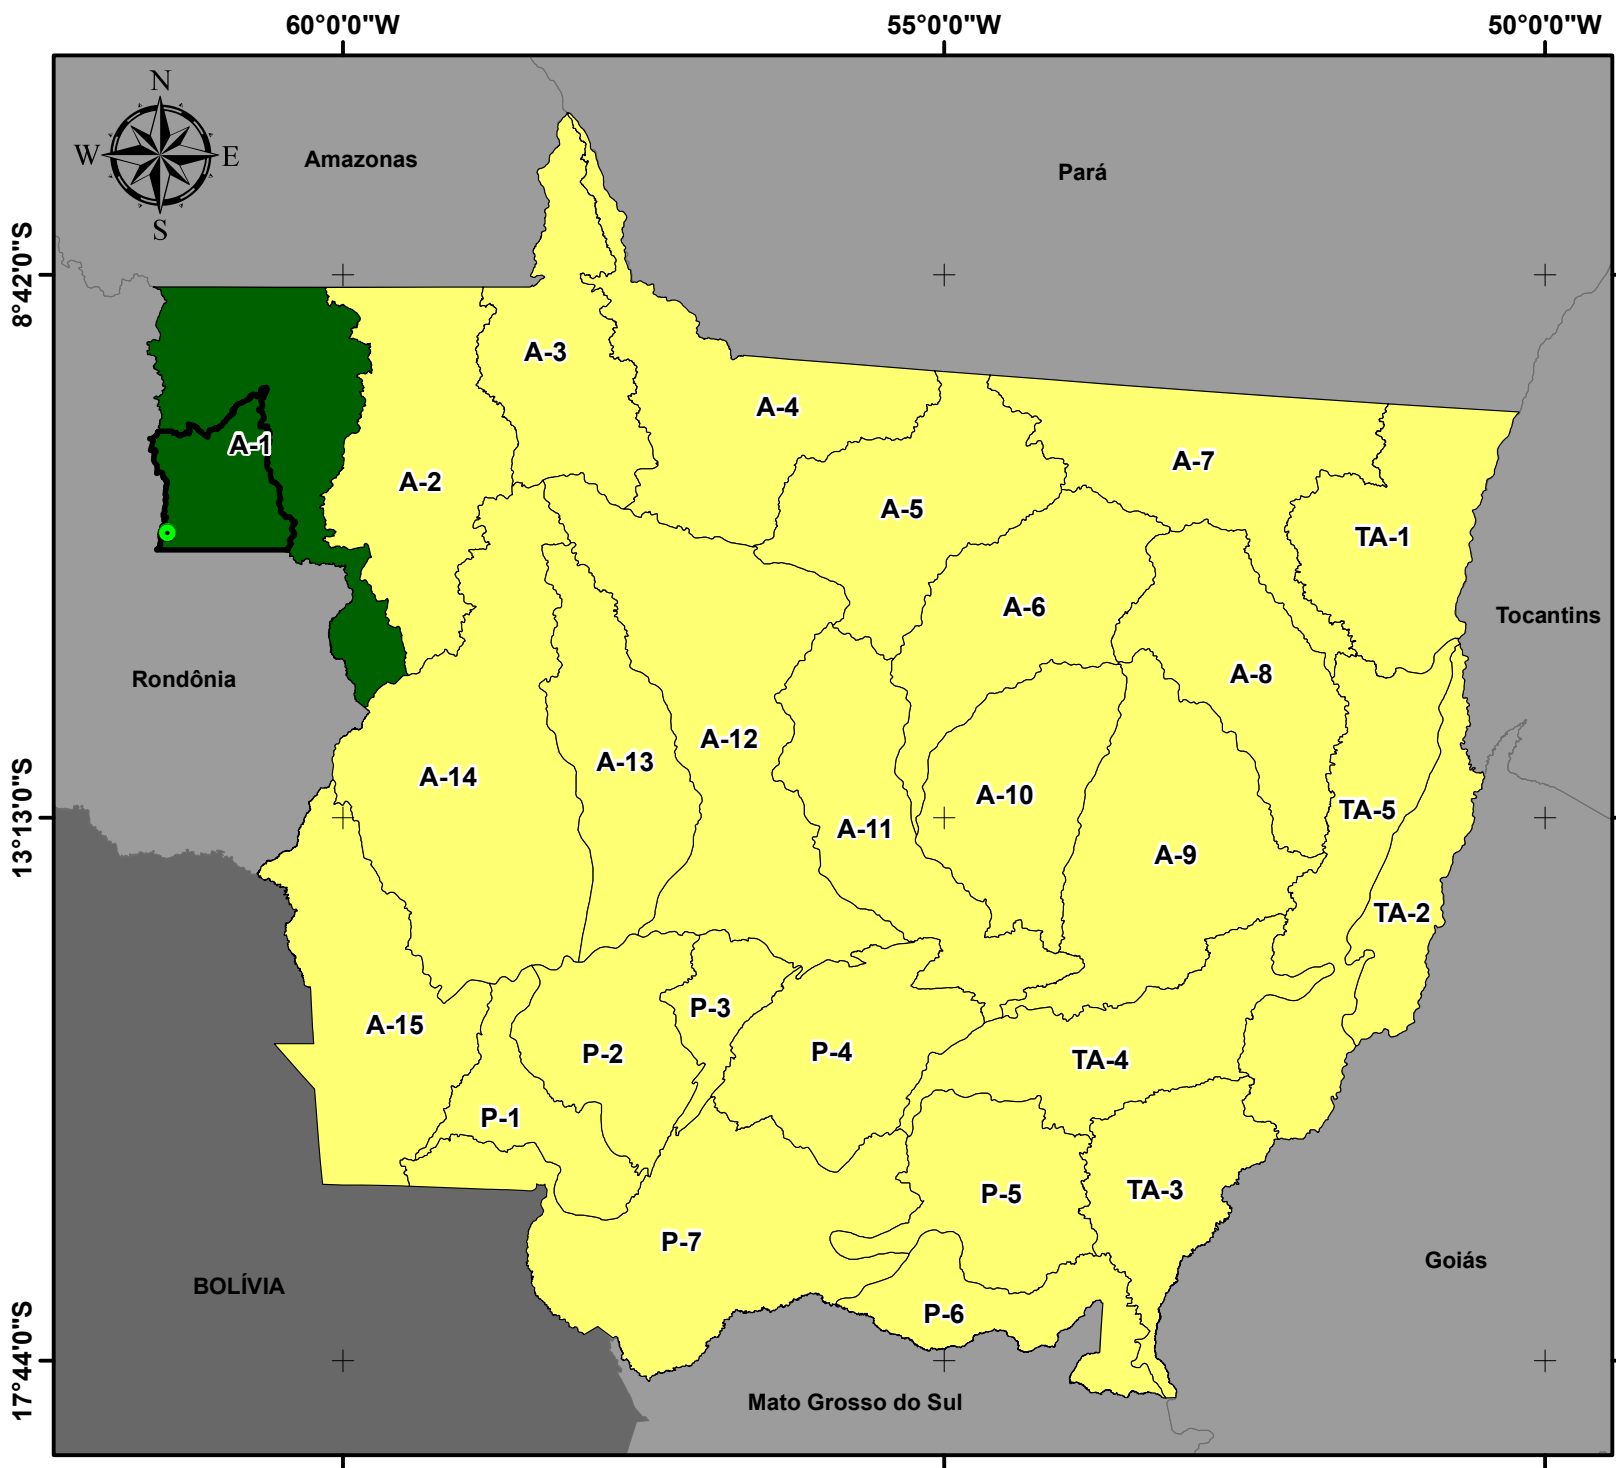 60°0'0"W
55°0'0"W
50°0'0"W
N
W
E
S
Amazonas
Pará
8°42'0"S
A-3
A-4
A-1
A-7
A-2
A-5
TA-1
A-6
Tocantins
Rondônia
A-8
A-12
A-13
A-14
A-10
13°13'0"S
TA-5
A-11
A-9
TA-2
P-3
A-15
P-4
P-2
TA-4
P-1
TA-3
P-5
P-7
Goiás
BOLÍVIA
P-6
17°44'0"S
Mato Grosso do Sul